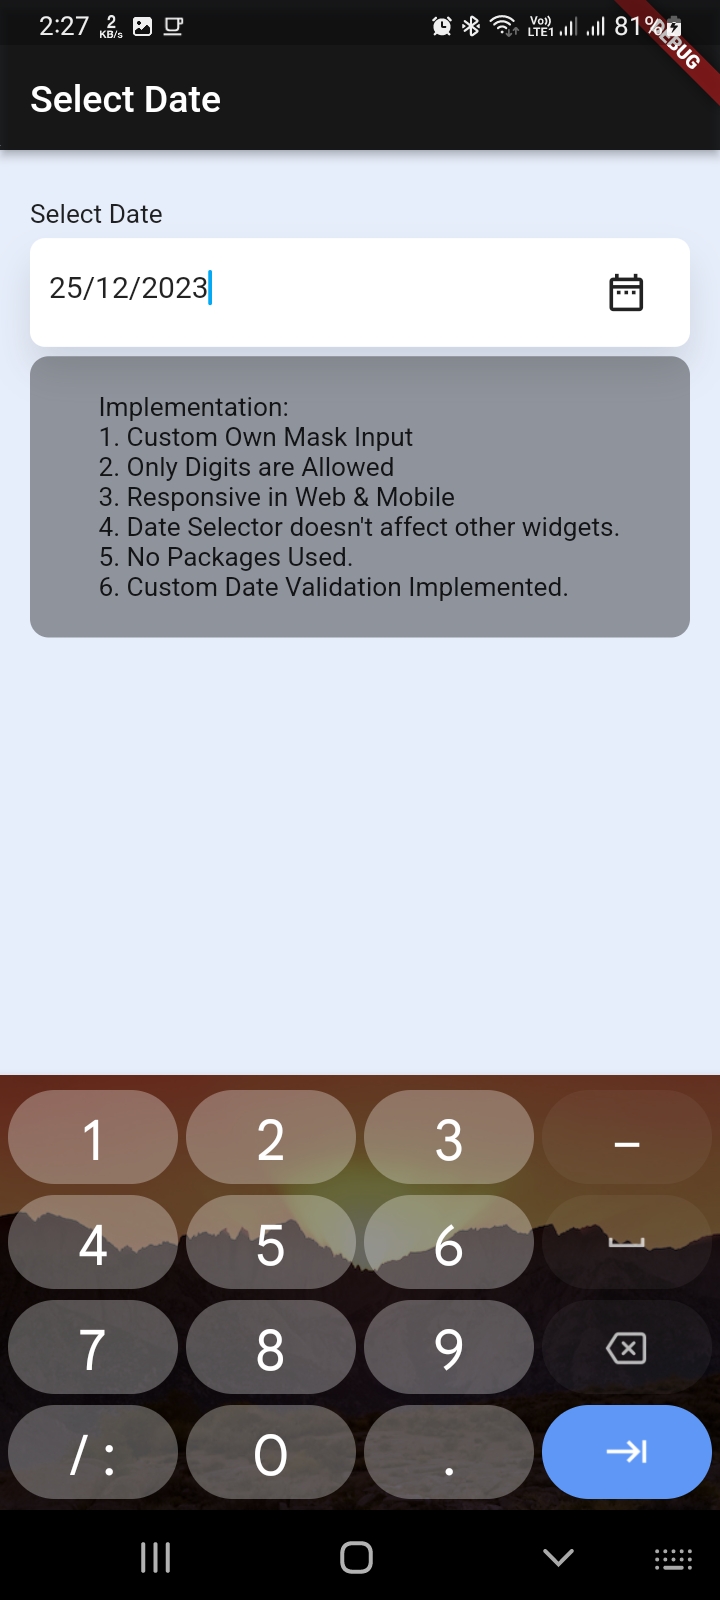 2:27 2 KB/s Vo)) LTE1 81%
DEBUG
Select Date
Select Date
25/12/2023
Implementation:
1. Custom Own Mask Input
2. Only Digits are Allowed
3. Responsive in Web & Mobile
4. Date Selector doesn't affect other widgets.
5. No Packages Used.
6. Custom Date Validation Implemented.
1 2 3 –
4 5 6
7 8 9
/ : 0 .